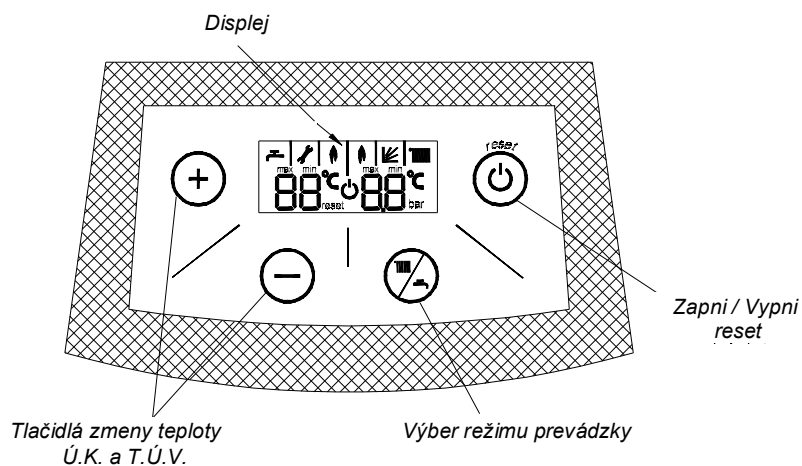 Displej
reset
max min °C max min °C
88 reset 8.8 bar
Zapni / Vypni
reset
Tlačidlá zmeny teploty
Ú.K. a T.Ú.V.
Výber režimu prevádzky